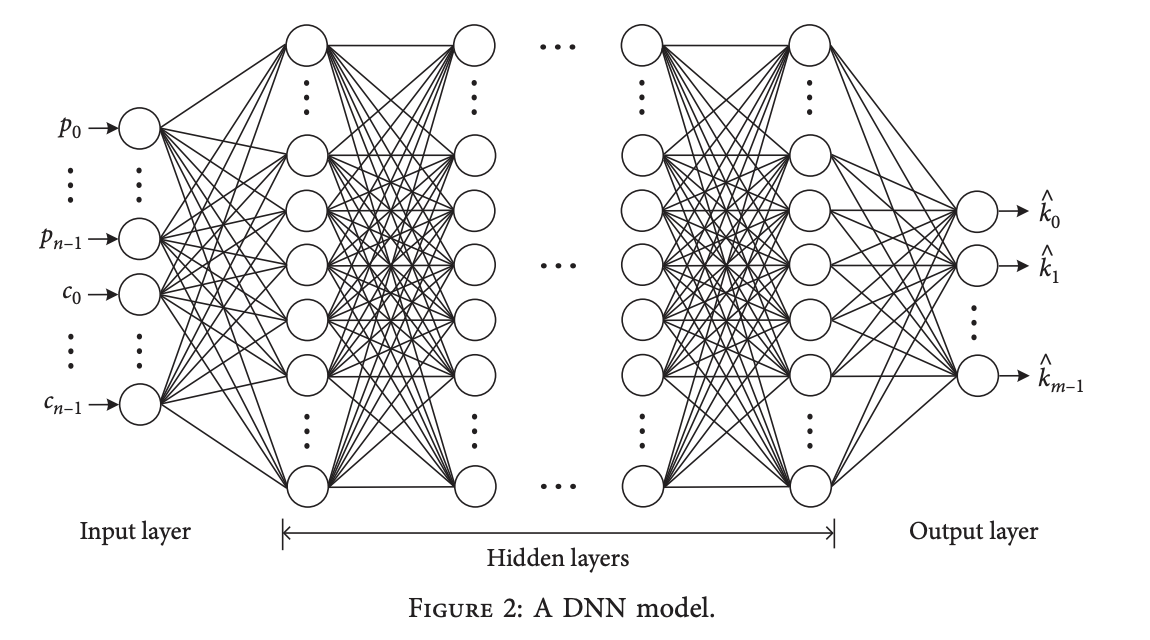 p0
pn–1
c0
cn–1
k̂0
k̂1
k̂m–1
Input layer
Hidden layers
Output layer
FIGURE 2: A DNN model.